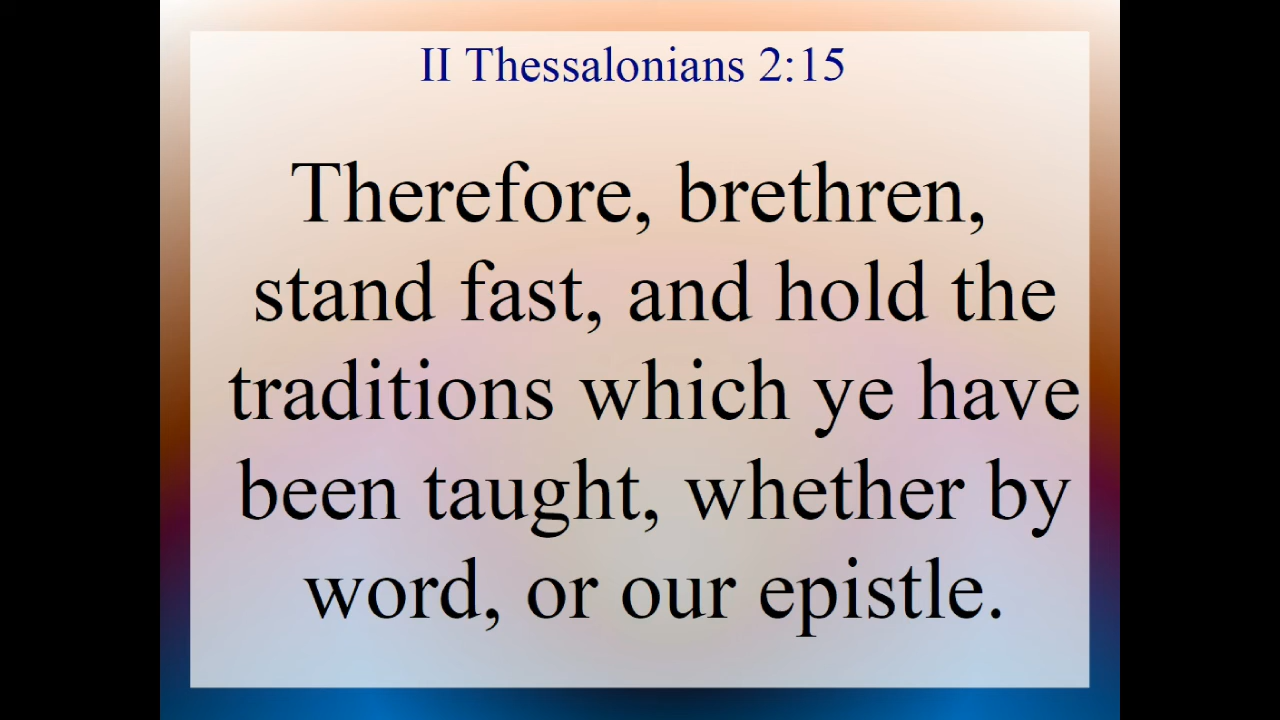 II Thessalonians 2:15
Therefore, brethren,
stand fast, and hold the
traditions which ye have
been taught, whether by
word, or our epistle.